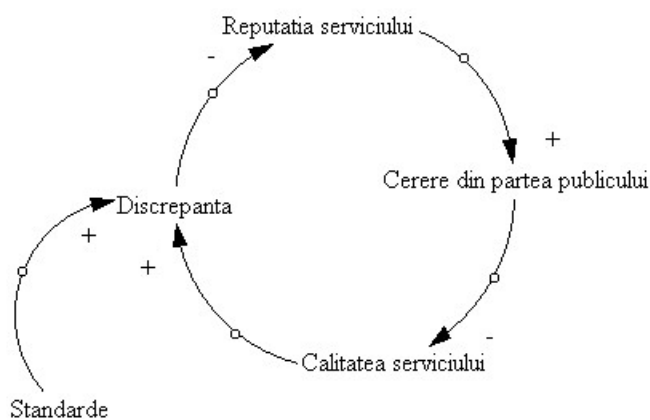 Reputatia serviciului
-
+
Cerere din partea publicului
Discrepanta
+
+
-
Calitatea serviciului
Standarde